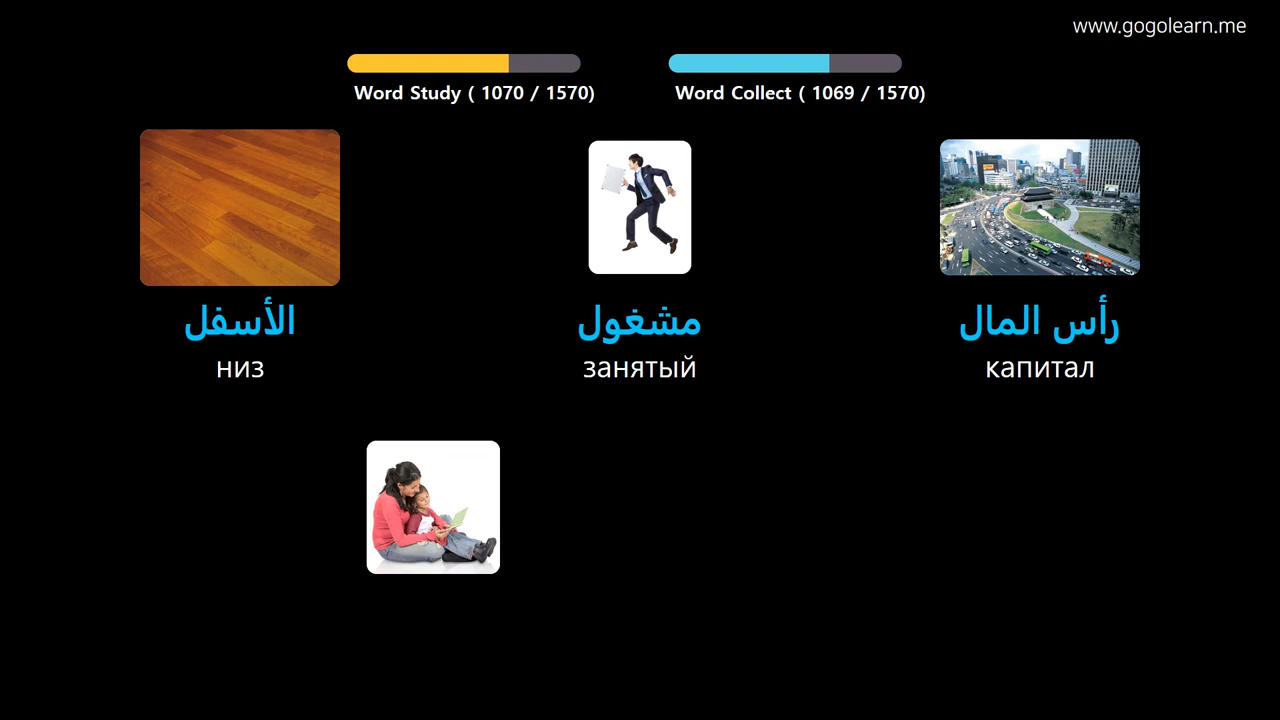 www.gogolearn.me
Word Study ( 1070 / 1570)
Word Collect ( 1069 / 1570)
الأسفل
низ
مشغول
занятый
رأس المال
капитал